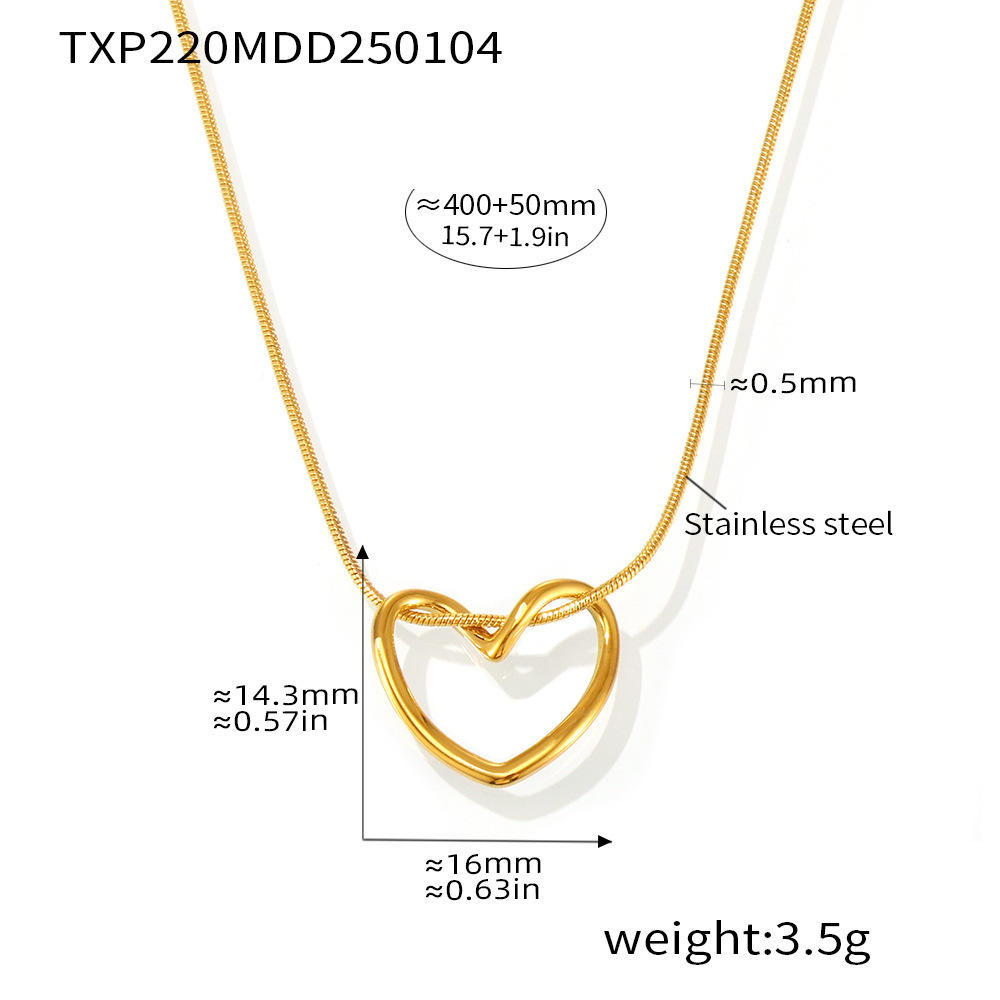 TXP220MDD250104
≈400+50mm
15.7+1.9in
≈0.5mm
Stainless steel
≈14.3mm
≈0.57in
≈16mm
≈0.63in
weight:3.5g